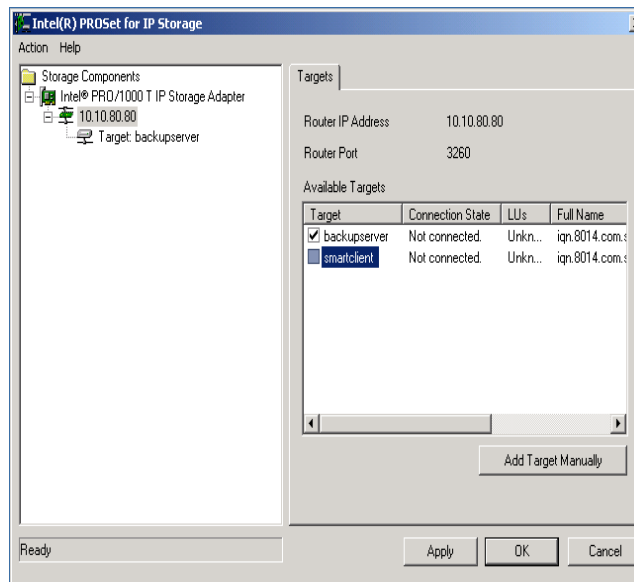 Intel(R) PROSet for IP Storage
Action Help
Storage Components
Intel® PRO/1000 T IP Storage Adapter
10.10.80.80
Target: backupserver
Targets
Router IP Address 10.10.80.80
Router Port 3260
Available Targets
Target Connection State LUs Full Name
backupserver Not connected. Unkn... iqn.8014.com.s
smartclient Not connected. Unkn... iqn.8014.com.s
Add Target Manually
Ready Apply OK Cancel